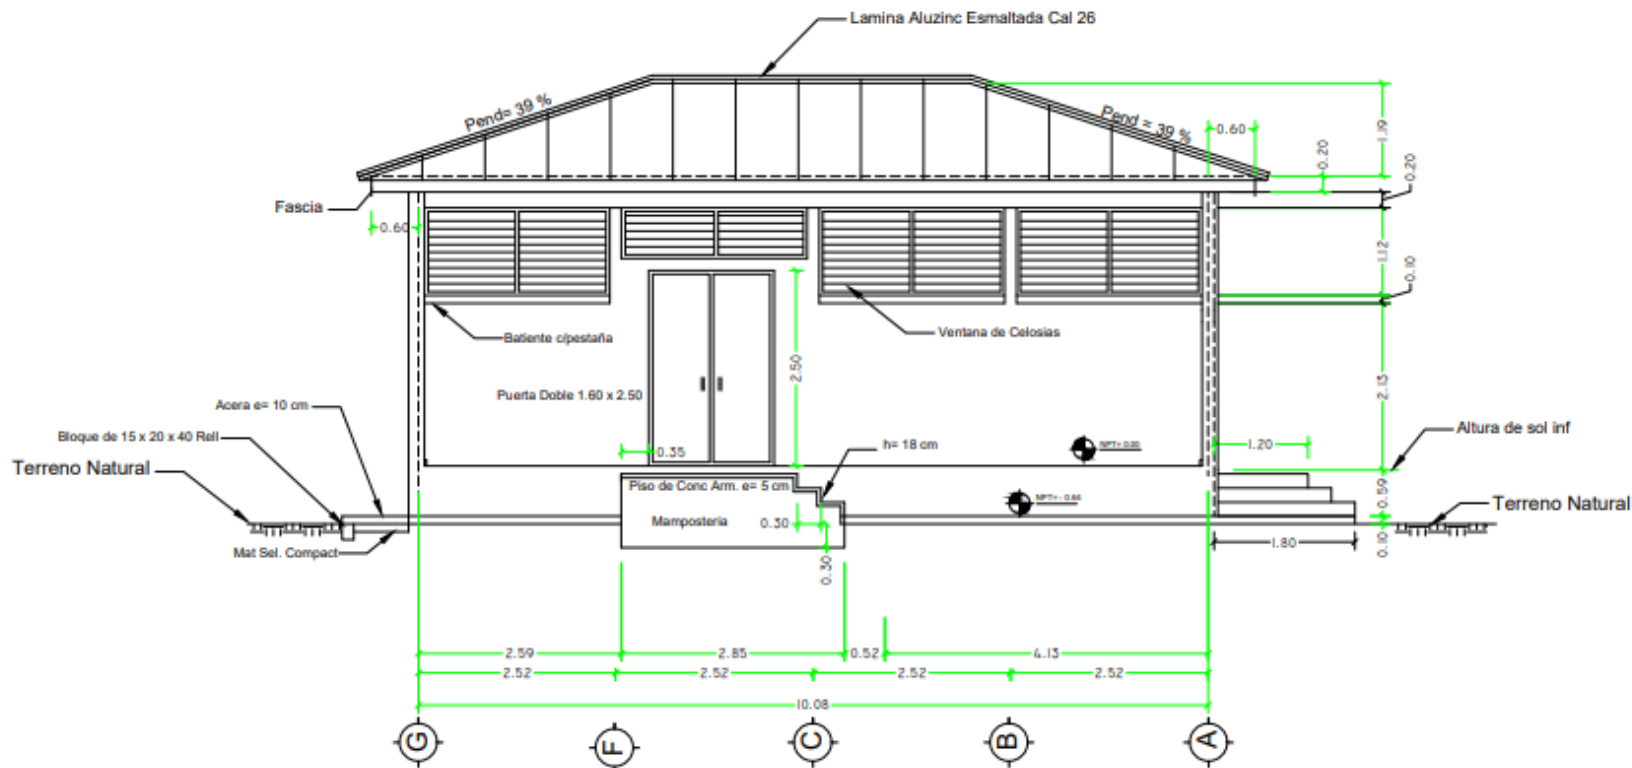 Lamina Aluzinc Esmaltada Cal 26
Pend= 39 %
Pend = 39 %
0.60
1.19
0.20
0.20
Fascia
0.60
1.12
0.10
Batiente c/pestaña
Ventana de Celosias
2.50
2.13
Puerta Doble 1.60 x 2.50
Acera e= 10 cm
Bloque de 15 x 20 x 40 Rell
Terreno Natural
0.35
h= 18 cm
NPT+ 0.00
1.20
Altura de sol inf
Piso de Conc Arm. e= 5 cm
Mamposteria
0.30
0.30
0.59
Terreno Natural
0.10
1.80
Mat Sel. Compact
2.59
2.85
0.52
4.13
2.52
2.52
2.52
2.52
10.08
G
F
C
B
A